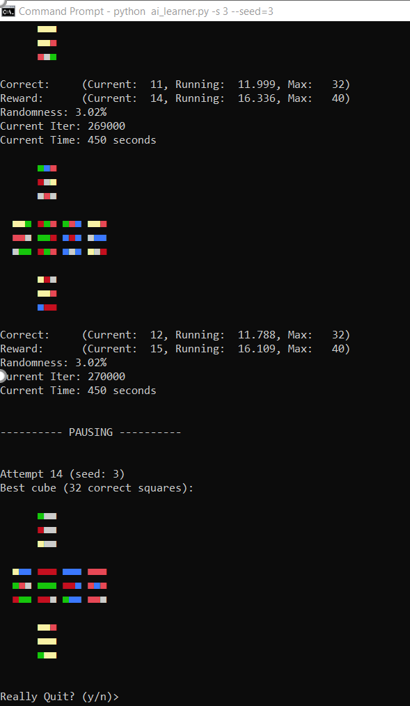 Command Prompt - python ai_learner.py -s 3 --seed=3
Correct: (Current: 11, Running: 11.999, Max: 32)
Reward: (Current: 14, Running: 16.336, Max: 40)
Randomness: 3.02%
Current Iter: 269000
Current Time: 450 seconds
Correct: (Current: 12, Running: 11.788, Max: 32)
Reward: (Current: 15, Running: 16.109, Max: 40)
Randomness: 3.02%
Current Iter: 270000
Current Time: 450 seconds
---------- PAUSING ----------
Attempt 14 (seed: 3)
Best cube (32 correct squares):
Really Quit? (y/n)>